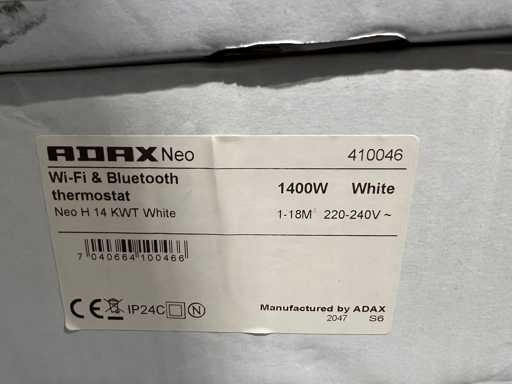 ADAX Neo 410046
Wi-Fi & Bluetooth
thermostat
1400W White
Neo H 14 KWT White
1-18M² 220-240V ~
7 040664 100466
CE IP24C N
Manufactured by ADAX
2047 S6